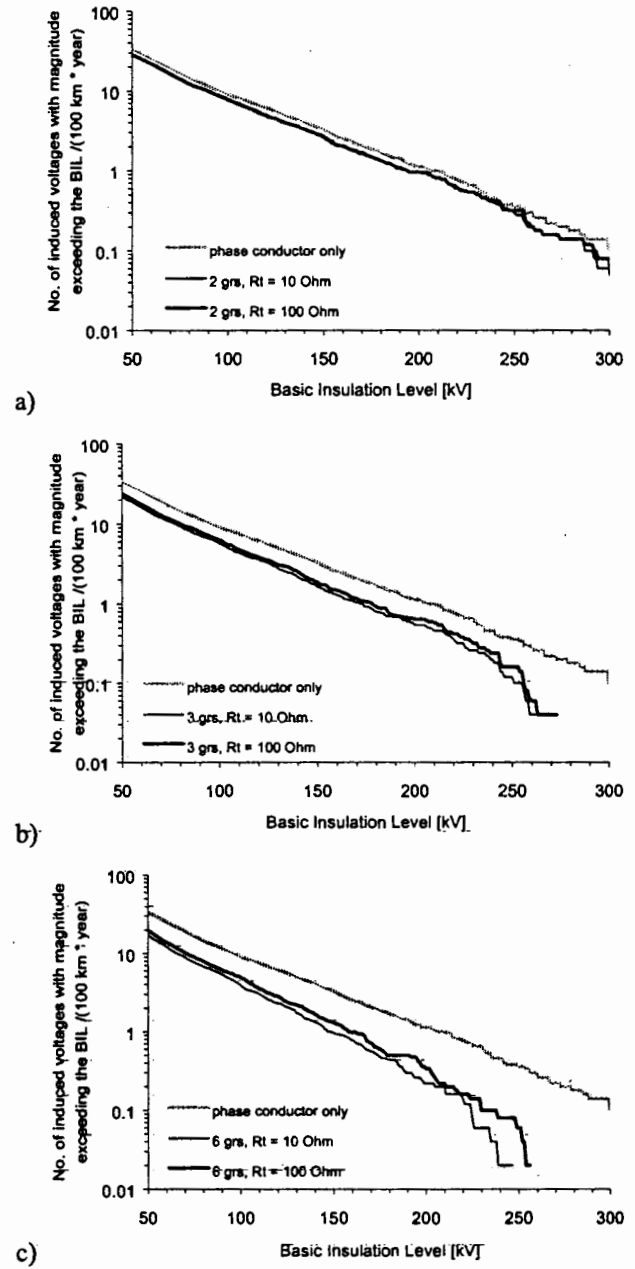 No. of induced voltages with magnitude
exceeding the BIL /(100 km * year)
100
10
1
0.1
0.01
phase conductor only
2 grs, Rt = 10 Ohm
2 grs, Rt = 100 Ohm
50
100
150
200
250
300
Basic Insulation Level [kV]
a)
No. of induced voltages with magnitude
exceeding the BIL /(100 km * year)
100
10
1
0.1
0.01
phase conductor only
3 grs, Rt = 10 Ohm
3 grs, Rt = 100 Ohm
50
100
150
200
250
300
Basic Insulation Level [kV]
b)
No. of induced voltages with magnitude
exceeding the BIL /(100 km * year)
100
10
1
0.1
0.01
phase conductor only
6 grs, Rt = 10 Ohm
6 grs, Rt = 100 Ohm
50
100
150
200
250
300
Basic Insulation Level [kV]
c)